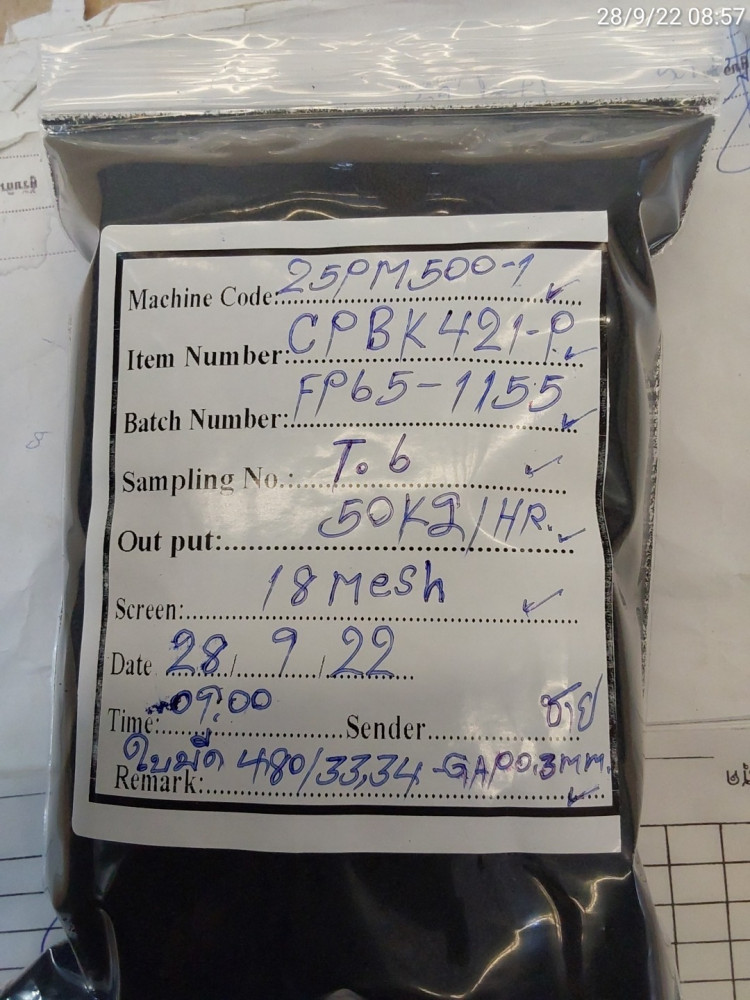 28/9/22 08:57
Machine Code: 25PM500-1 ✓
Item Number: CPBK421-P ✓
Batch Number: FP65-1155 ✓
Sampling No.: T.6 ✓
Out put: 50Kg/HR. ✓
Screen: 18 Mesh ✓
Date 28/9/22
Time: 09:00 Sender ชาย
Remark: ใบมีด 480/33,34-GAP0.3mm. ✓